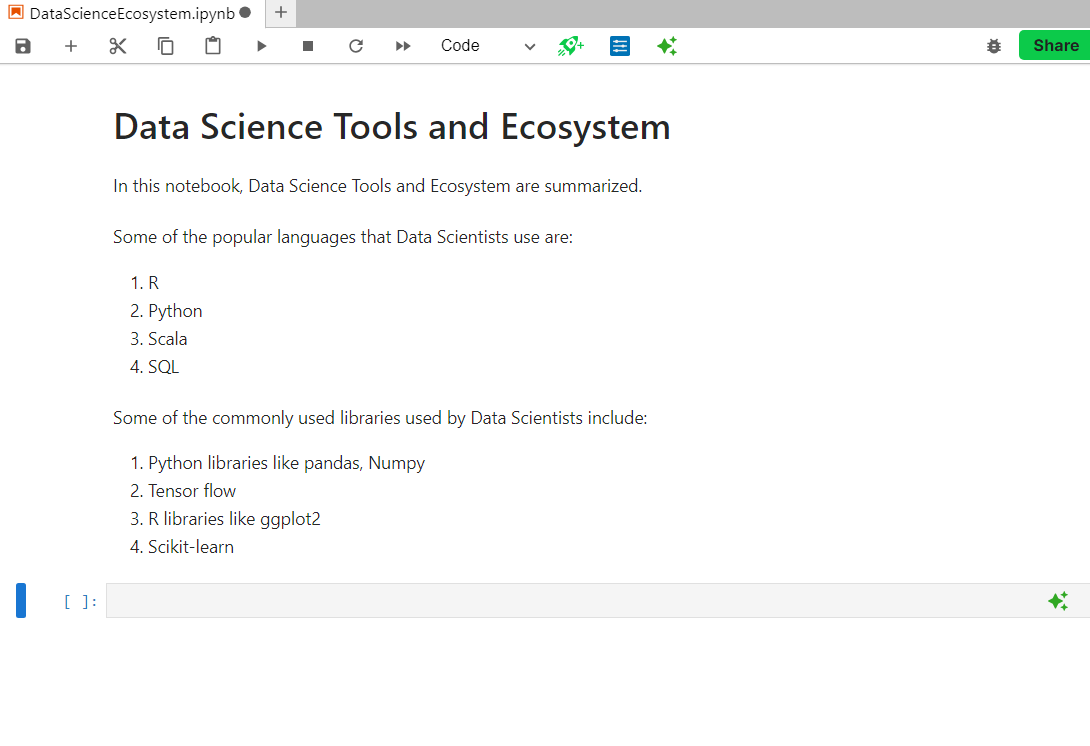 DataScienceEcosystem.ipynb
Code
Share
Data Science Tools and Ecosystem
In this notebook, Data Science Tools and Ecosystem are summarized.
Some of the popular languages that Data Scientists use are:
1. R
2. Python
3. Scala
4. SQL
Some of the commonly used libraries used by Data Scientists include:
1. Python libraries like pandas, Numpy
2. Tensor flow
3. R libraries like ggplot2
4. Scikit-learn
[ ]: